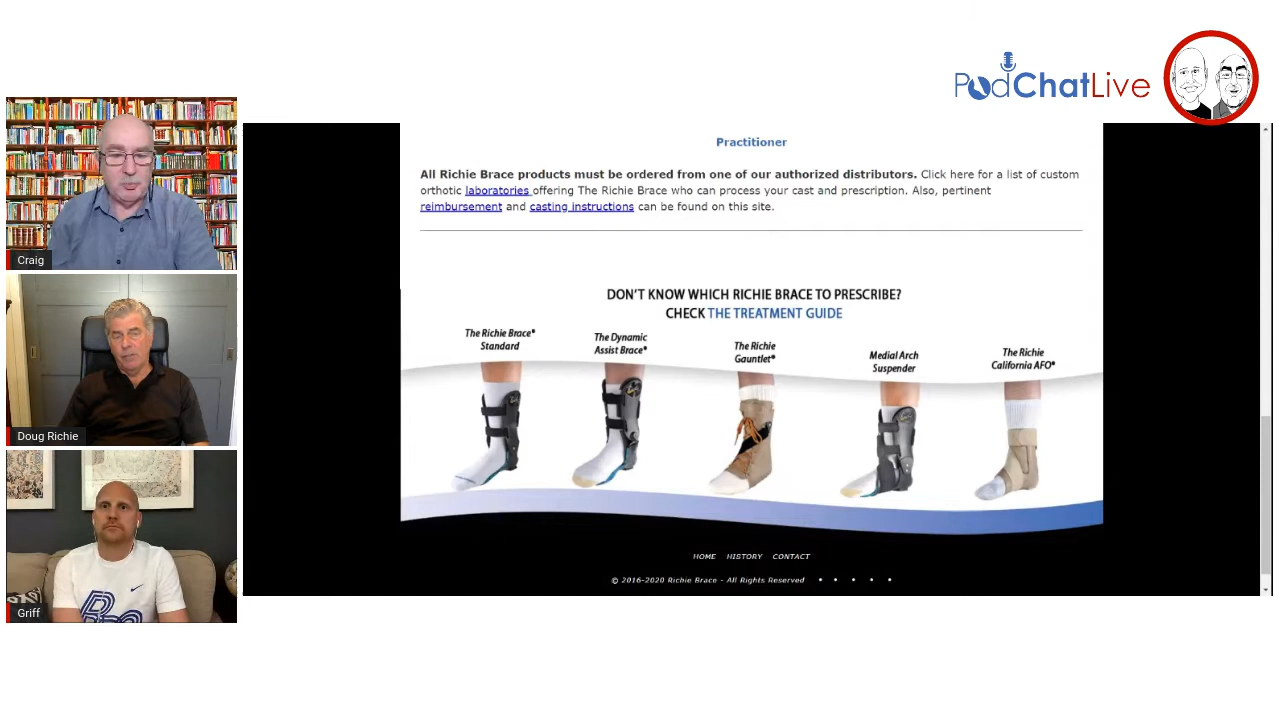 PodChatLive
Craig
Doug Richie
Griff
Practitioner
All Richie Brace products must be ordered from one of our authorized distributors. Click here for a list of custom
orthotic laboratories offering The Richie Brace who can process your cast and prescription. Also, pertinent
reimbursement and casting instructions can be found on this site.
DON'T KNOW WHICH RICHIE BRACE TO PRESCRIBE?
CHECK THE TREATMENT GUIDE
The Richie Brace®
Standard
The Dynamic
Assist Brace®
The Richie
Gauntlet®
Medial Arch
Suspender
The Richie
California AFO®
HOME HISTORY CONTACT
© 2016-2020 Richie Brace - All Rights Reserved